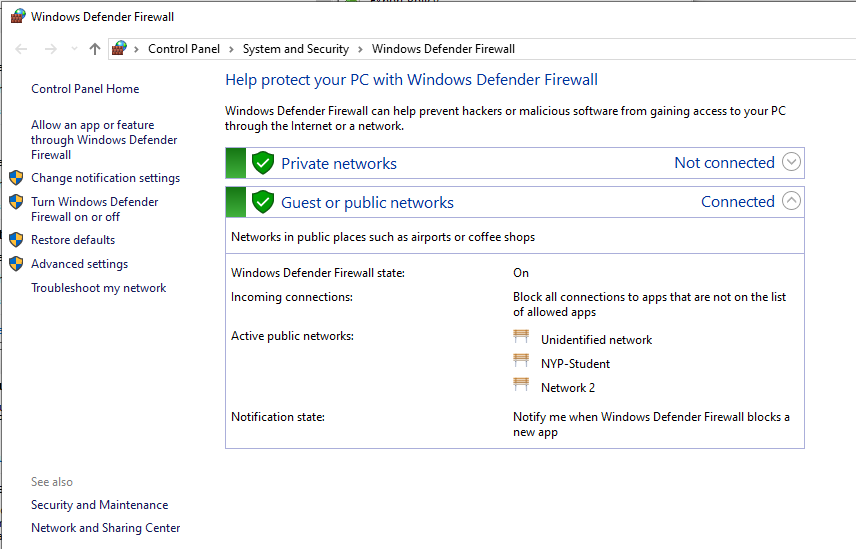 Windows Defender Firewall
Control Panel > System and Security > Windows Defender Firewall
Control Panel Home
Allow an app or feature
through Windows Defender
Firewall
Change notification settings
Turn Windows Defender
Firewall on or off
Restore defaults
Advanced settings
Troubleshoot my network
See also
Security and Maintenance
Network and Sharing Center
Help protect your PC with Windows Defender Firewall
Windows Defender Firewall can help prevent hackers or malicious software from gaining access to your PC
through the Internet or a network.
Private networks Not connected
Guest or public networks Connected
Networks in public places such as airports or coffee shops
Windows Defender Firewall state: On
Incoming connections: Block all connections to apps that are not on the list
of allowed apps
Active public networks: Unidentified network
NYP-Student
Network 2
Notification state: Notify me when Windows Defender Firewall blocks a
new app